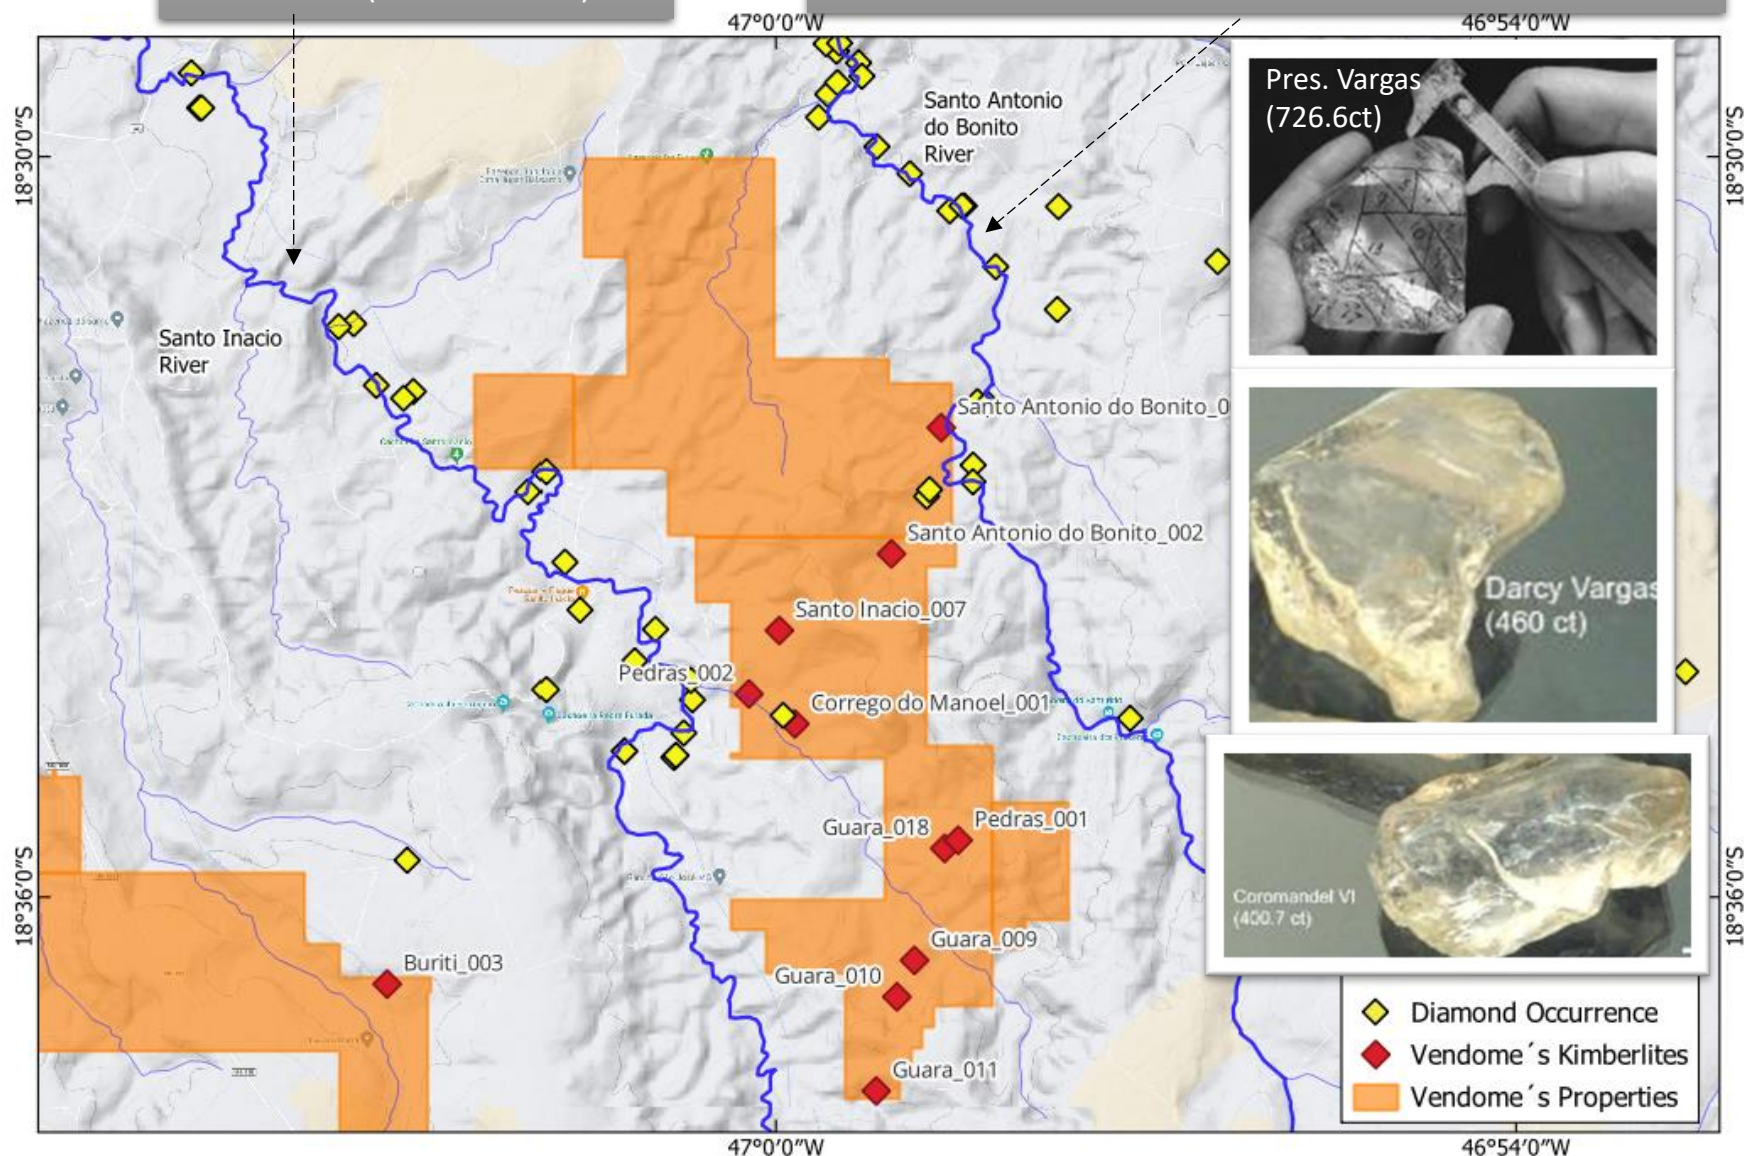 47°0′0″W
46°54′0″W
18°30′0″S
18°30′0″S
Santo Antonio
do Bonito
River
Pres. Vargas
(726.6ct)
Santo Inacio
River
Santo Antonio do Bonito_0
Santo Antonio do Bonito_002
Darcy Vargas
(460 ct)
Santo Inacio_007
Pedras_002
Corrego do Manoel_001
Guara_018
Pedras_001
18°36′0″S
18°36′0″S
Coromandel VI
(400.7 ct)
Guara_009
Buriti_003
Guara_010
Guara_011
Diamond Occurrence
Vendome´s Kimberlites
Vendome´s Properties
47°0′0″W
46°54′0″W